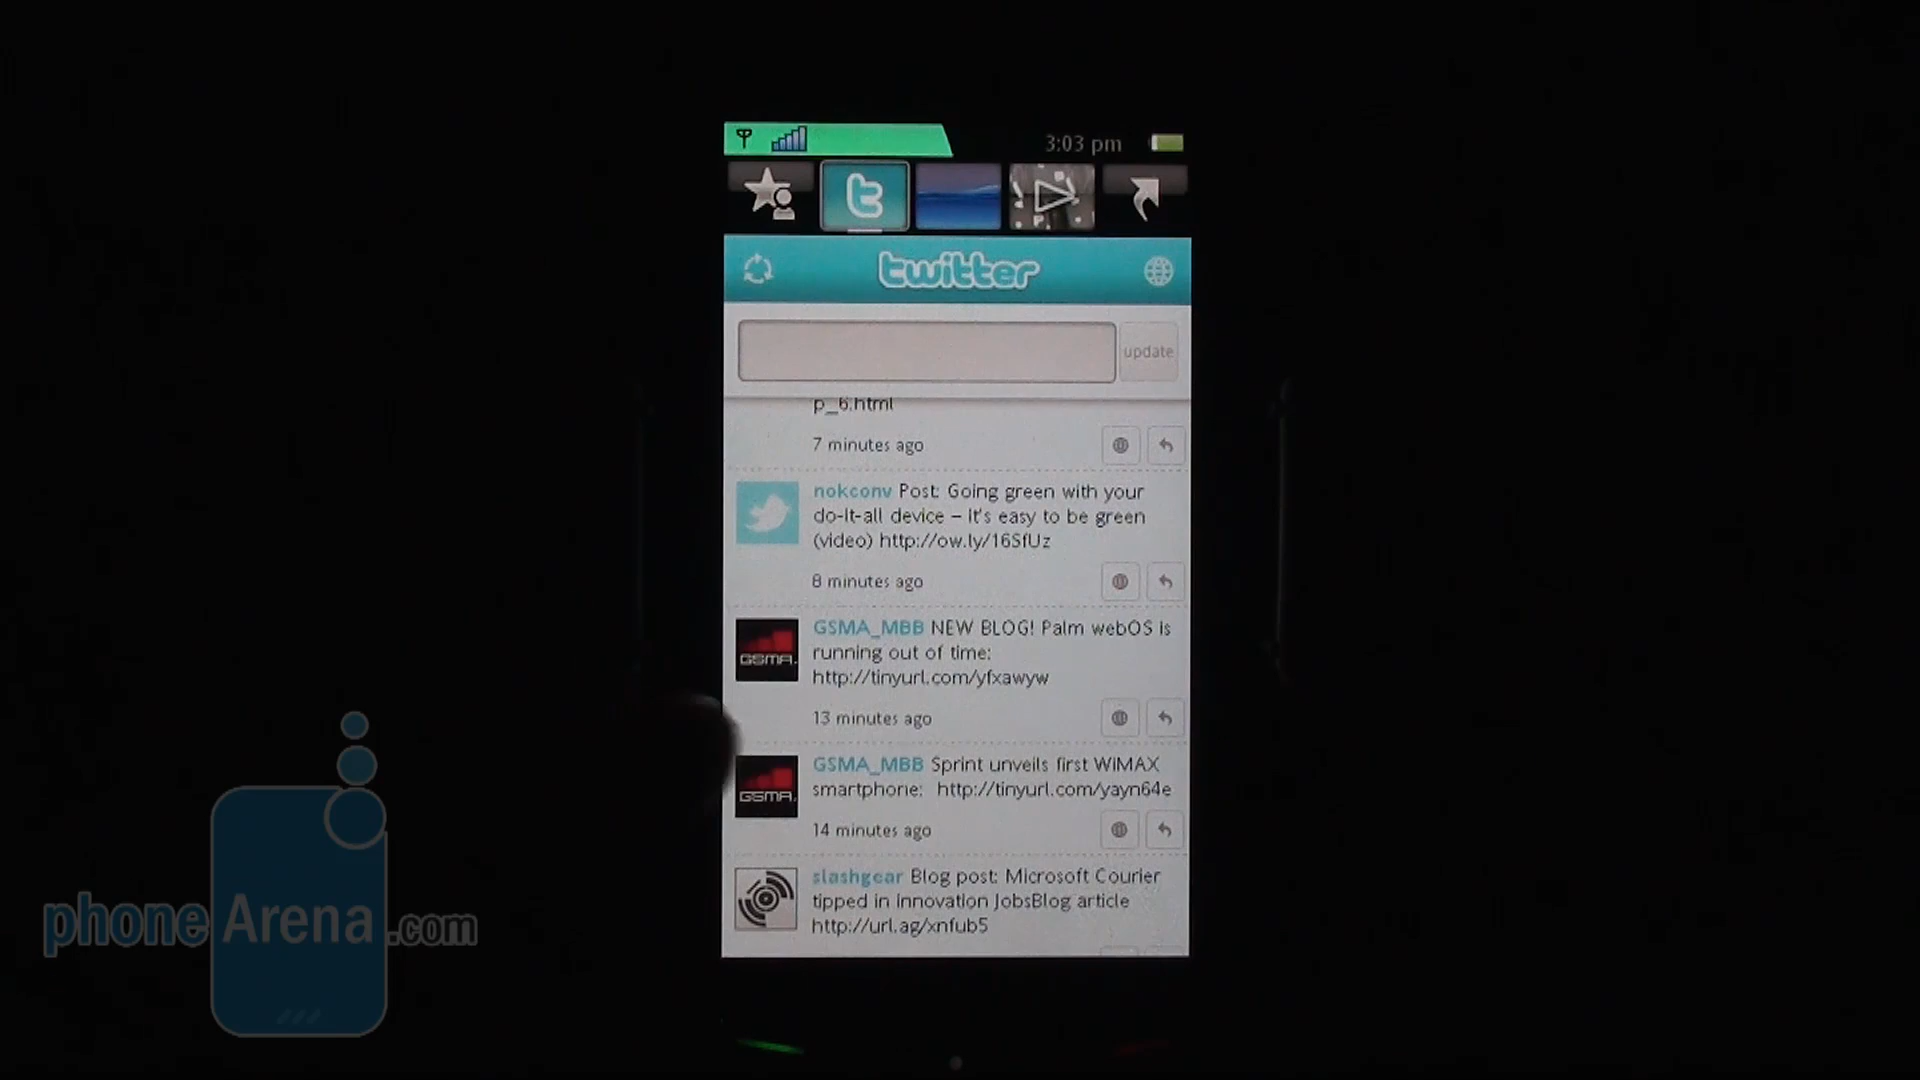 3:03 pm
t
twitter
update
p_6.html
7 minutes ago
nokconv Post: Going green with your
do-it-all device – it's easy to be green
(video) http://ow.ly/16SfUz
8 minutes ago
GSMA_MBB NEW BLOG! Palm webOS is
running out of time:
http://tinyurl.com/yfxawyw
GSMA.
13 minutes ago
GSMA_MBB Sprint unveils first WiMAX
smartphone: http://tinyurl.com/yayn64e
GSMA.
14 minutes ago
slashgear Blog post: Microsoft Courier
tipped in Innovation JobsBlog article
http://url.ag/xnfub5
phoneArena.com